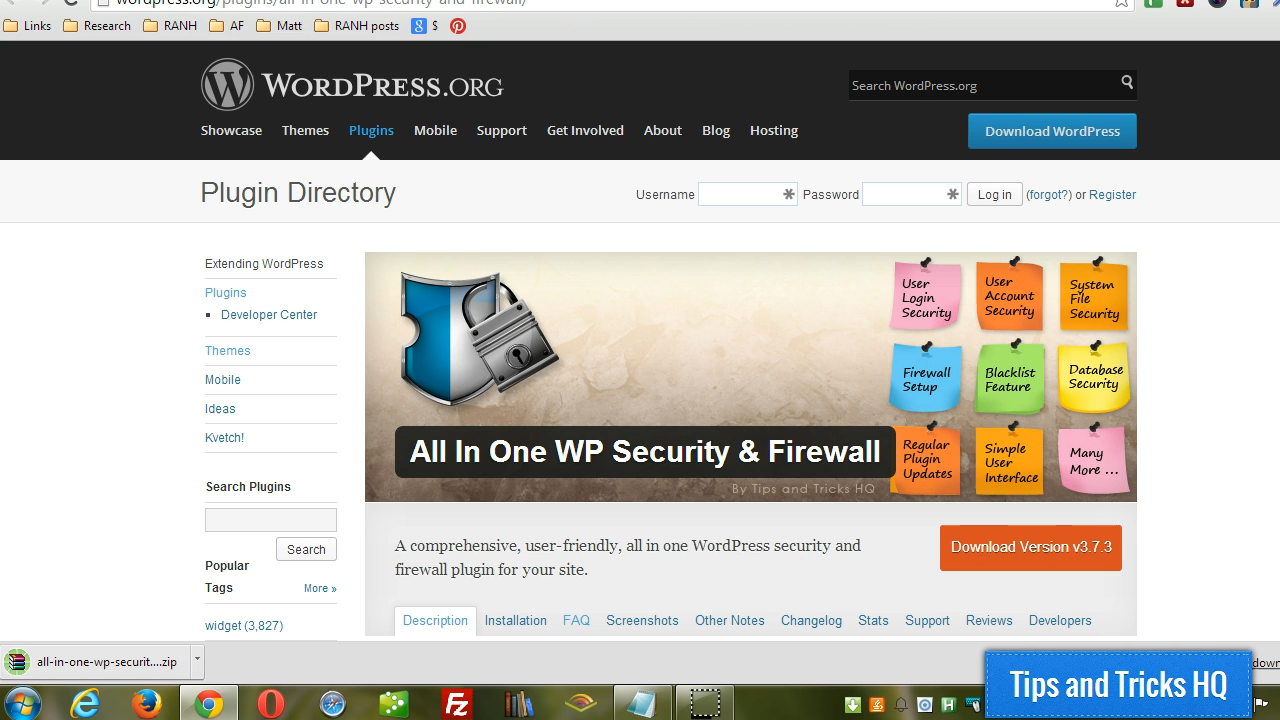 wordpress.org/plugins/all-in-one-wp-security-and-firewall/
Links Research RANH AF Matt RANH posts $
WORDPRESS.ORG
Search WordPress.org
Showcase Themes Plugins Mobile Support Get Involved About Blog Hosting
Download WordPress
Plugin Directory
Username Password Log in (forgot?) or Register
Extending WordPress
Plugins
Developer Center
Themes
Mobile
Ideas
Kvetch!
Search Plugins
Search
Popular
Tags More »
widget (3,827)
User
Login
Security
User
Account
Security
System
File
Security
Firewall
Setup
Blacklist
Feature
Database
Security
Regular
Plugin
Updates
Simple
User
Interface
Many
More ...
All In One WP Security & Firewall
By Tips and Tricks HQ
A comprehensive, user-friendly, all in one WordPress security and
firewall plugin for your site.
Download Version v3.7.3
Description Installation FAQ Screenshots Other Notes Changelog Stats Support Reviews Developers
all-in-one-wp-securit....zip
Tips and Tricks HQ